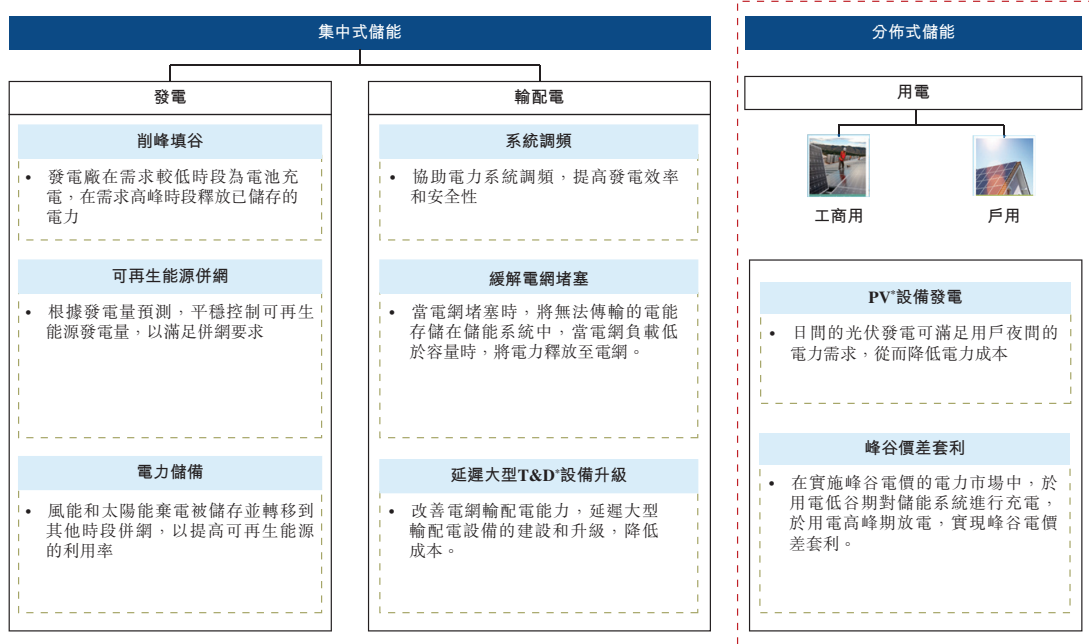 集中式儲能
發電
削峰填谷
• 發電廠在需求較低時段為電池充
電，在需求高峰時段釋放已儲存的
電力
可再生能源併網
• 根據發電量預測，平穩控制可再生
能源發電量，以滿足併網要求
電力儲備
• 風能和太陽能棄電被儲存並轉移到
其他時段併網，以提高可再生能源
的利用率
輸配電
系統調頻
• 協助電力系統調頻，提高發電效率
和安全性
緩解電網堵塞
• 當電網堵塞時，將無法傳輸的電能
存儲在儲能系統中，當電網負載低
於容量時，將電力釋放至電網。
延遲大型T&D*設備升級
• 改善電網輸配電能力，延遲大型
輸配電設備的建設和升級，降低
成本。
分佈式儲能
用電
工商用
戶用
PV*設備發電
• 日間的光伏發電可滿足用戶夜間的
電力需求，從而降低電力成本
峰谷價差套利
• 在實施峰谷電價的電力市場中，於
用電低谷期對儲能系統進行充電，
於用電高峰期放電，實現峰谷電價
差套利。